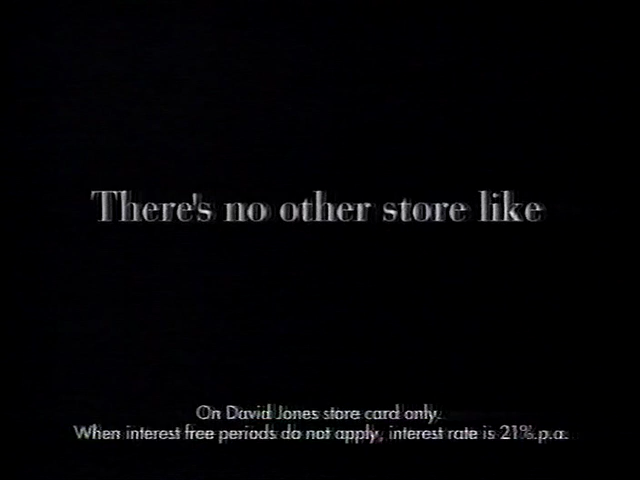 There's no other store like
On David Jones store card only.
When interest free periods do not apply, interest rate is 21% p.a.